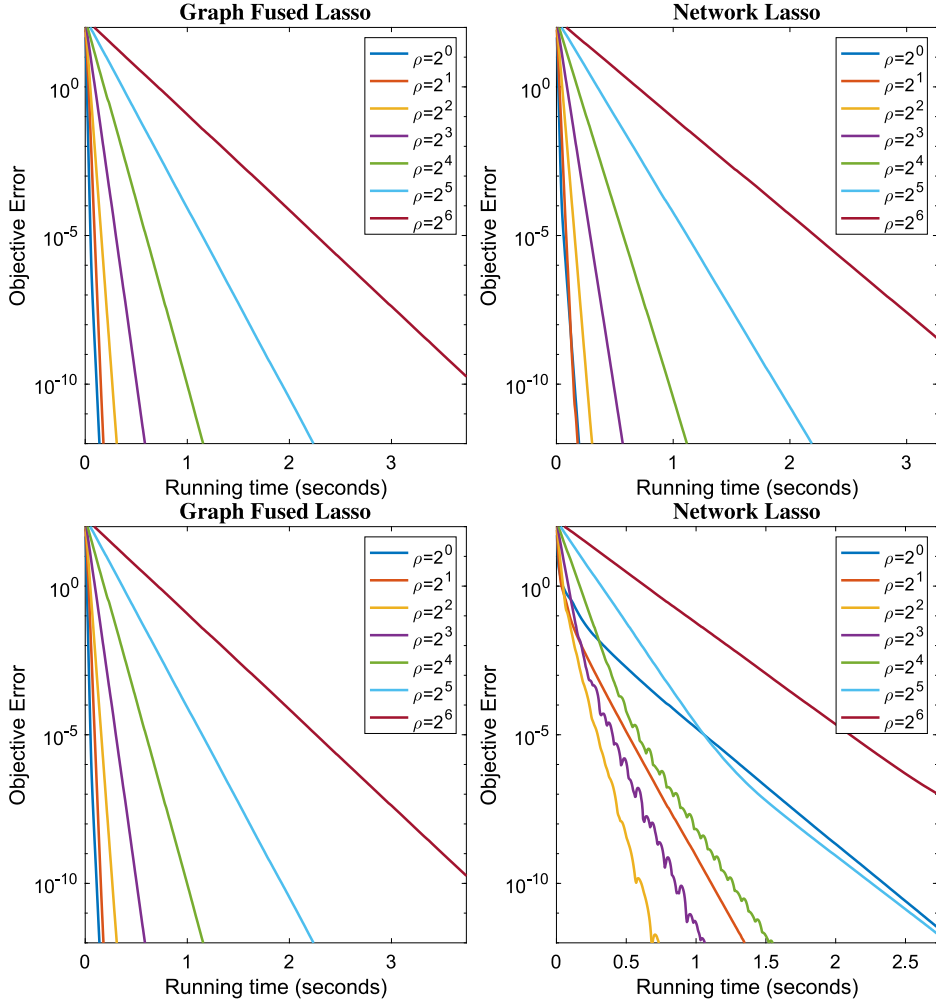 Graph Fused Lasso
Objective Error
10^0
10^-5
10^-10
0 1 2 3
Running time (seconds)
ρ=2^0
ρ=2^1
ρ=2^2
ρ=2^3
ρ=2^4
ρ=2^5
ρ=2^6
Network Lasso
Objective Error
10^0
10^-5
10^-10
0 1 2 3
Running time (seconds)
ρ=2^0
ρ=2^1
ρ=2^2
ρ=2^3
ρ=2^4
ρ=2^5
ρ=2^6
Graph Fused Lasso
Objective Error
10^0
10^-5
10^-10
0 1 2 3
Running time (seconds)
ρ=2^0
ρ=2^1
ρ=2^2
ρ=2^3
ρ=2^4
ρ=2^5
ρ=2^6
Network Lasso
Objective Error
10^0
10^-5
10^-10
0 0.5 1 1.5 2 2.5
Running time (seconds)
ρ=2^0
ρ=2^1
ρ=2^2
ρ=2^3
ρ=2^4
ρ=2^5
ρ=2^6